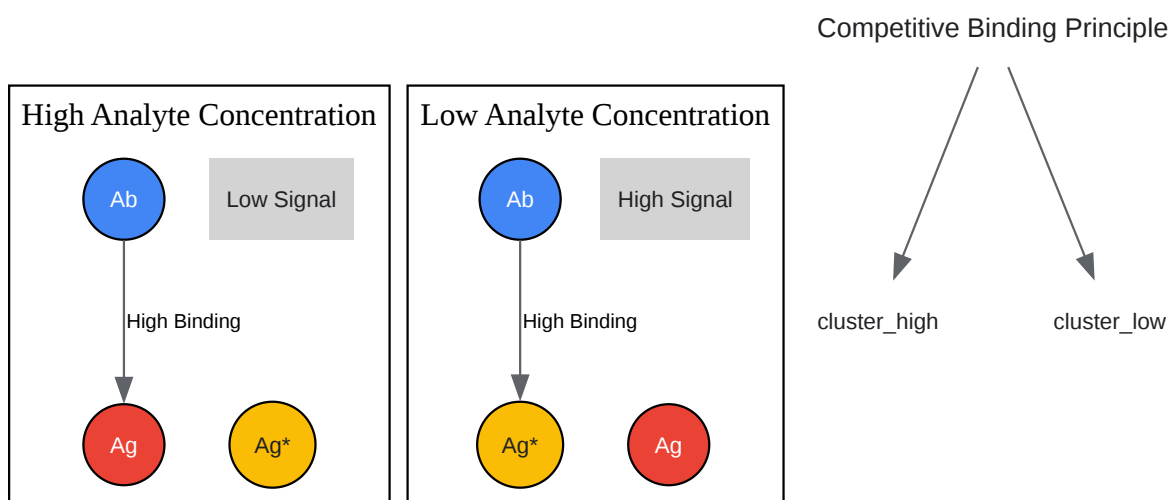 Competitive Binding Principle
High Analyte Concentration
Ab
Low Signal
High Binding
Ag
Ag*
Low Analyte Concentration
Ab
High Signal
High Binding
Ag*
Ag
cluster_high
cluster_low